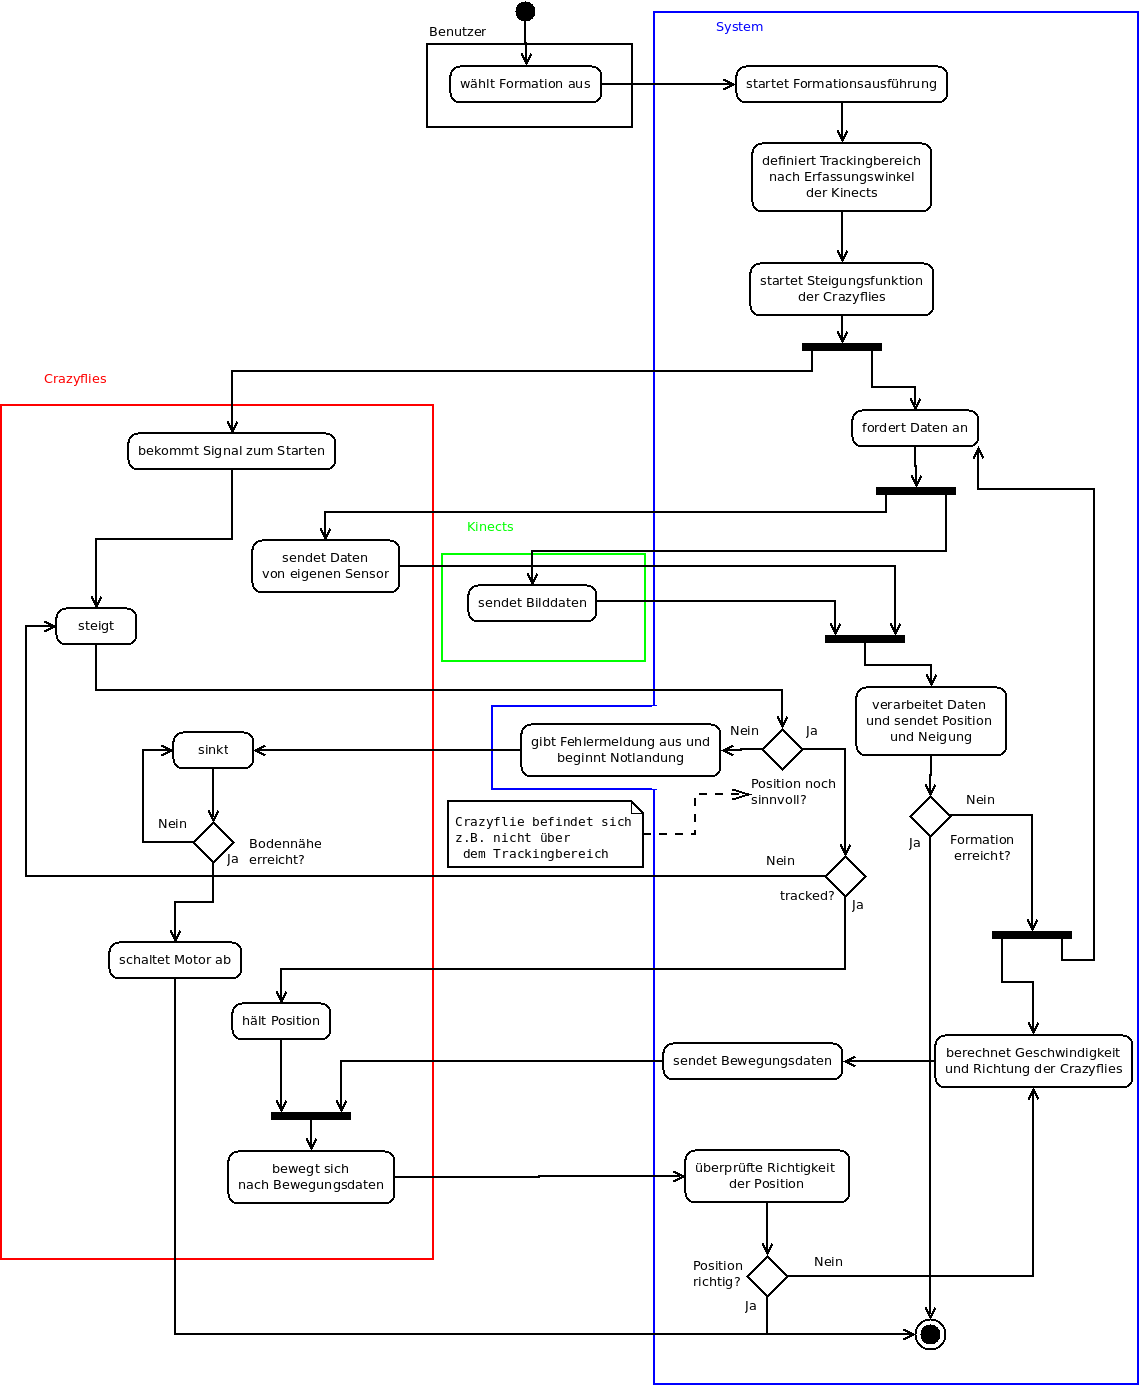 System
Benutzer
wählt Formation aus
startet Formationsausführung
definiert Trackingbereich
nach Erfassungswinkel
der Kinects
startet Steigungsfunktion
der Crazyflies
Crazyflies
fordert Daten an
bekommt Signal zum Starten
Kinects
sendet Daten
von eigenen Sensor
sendet Bilddaten
steigt
verarbeitet Daten
und sendet Position
und Neigung
Nein
Ja
gibt Fehlermeldung aus und
beginnt Notlandung
sinkt
Position noch
sinnvoll?
Nein
Crazyflie befindet sich
z.B. nicht über
dem Trackingbereich
Nein
Bodennähe
erreicht?
Ja
Ja
Formation
erreicht?
Nein
tracked?
Ja
schaltet Motor ab
hält Position
sendet Bewegungsdaten
berechnet Geschwindigkeit
und Richtung der Crazyflies
bewegt sich
nach Bewegungsdaten
überprüfte Richtigkeit
der Position
Position
richtig?
Nein
Ja